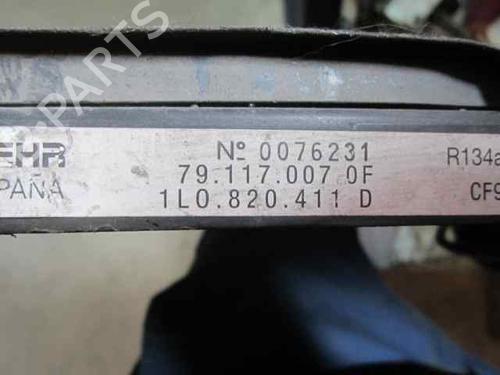 PARTS
EHR Nº 0076231 R134a
PAÑA 79.117.007 0F
1L0.820.411 D CF9